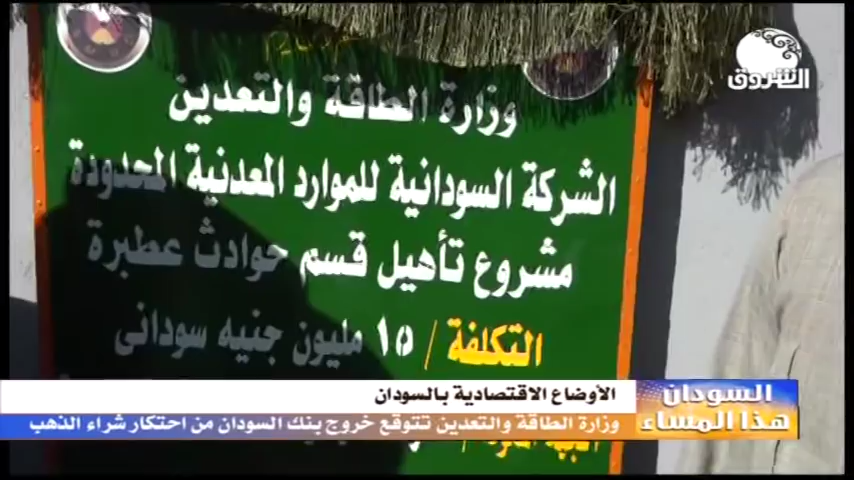 الشروق
وزارة الطاقة والتعدين
الشركة السودانية للموارد المعدنية المحدودة
مشروع تأهيل قسم حوادث عطبرة
التكلفة / ١٥ مليون جنيه سودانى
الأوضاع الاقتصادية بالسودان
السودان
هذا المساء
وزارة الطاقة والتعدين تتوقع خروج بنك السودان من احتكار شراء الذهب